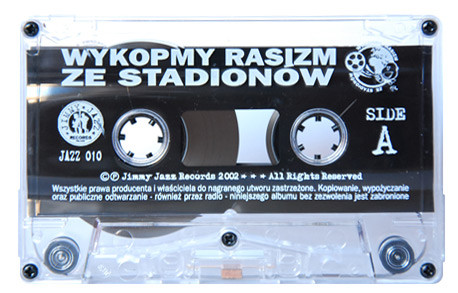 WYKOPMY RASIZM
ZE STADIONÓW
SIDE
A
JAZZ 010
©℗ Jimmy Jazz Records 2002 * * * All Rights Reserved
Wszystkie prawa producenta i właściciela do nagranego utworu zastrzeżone. Kopiowanie, wypożyczanie
oraz publiczne odtwarzanie - również przez radio - niniejszego albumu bez zezwolenia jest zabronione